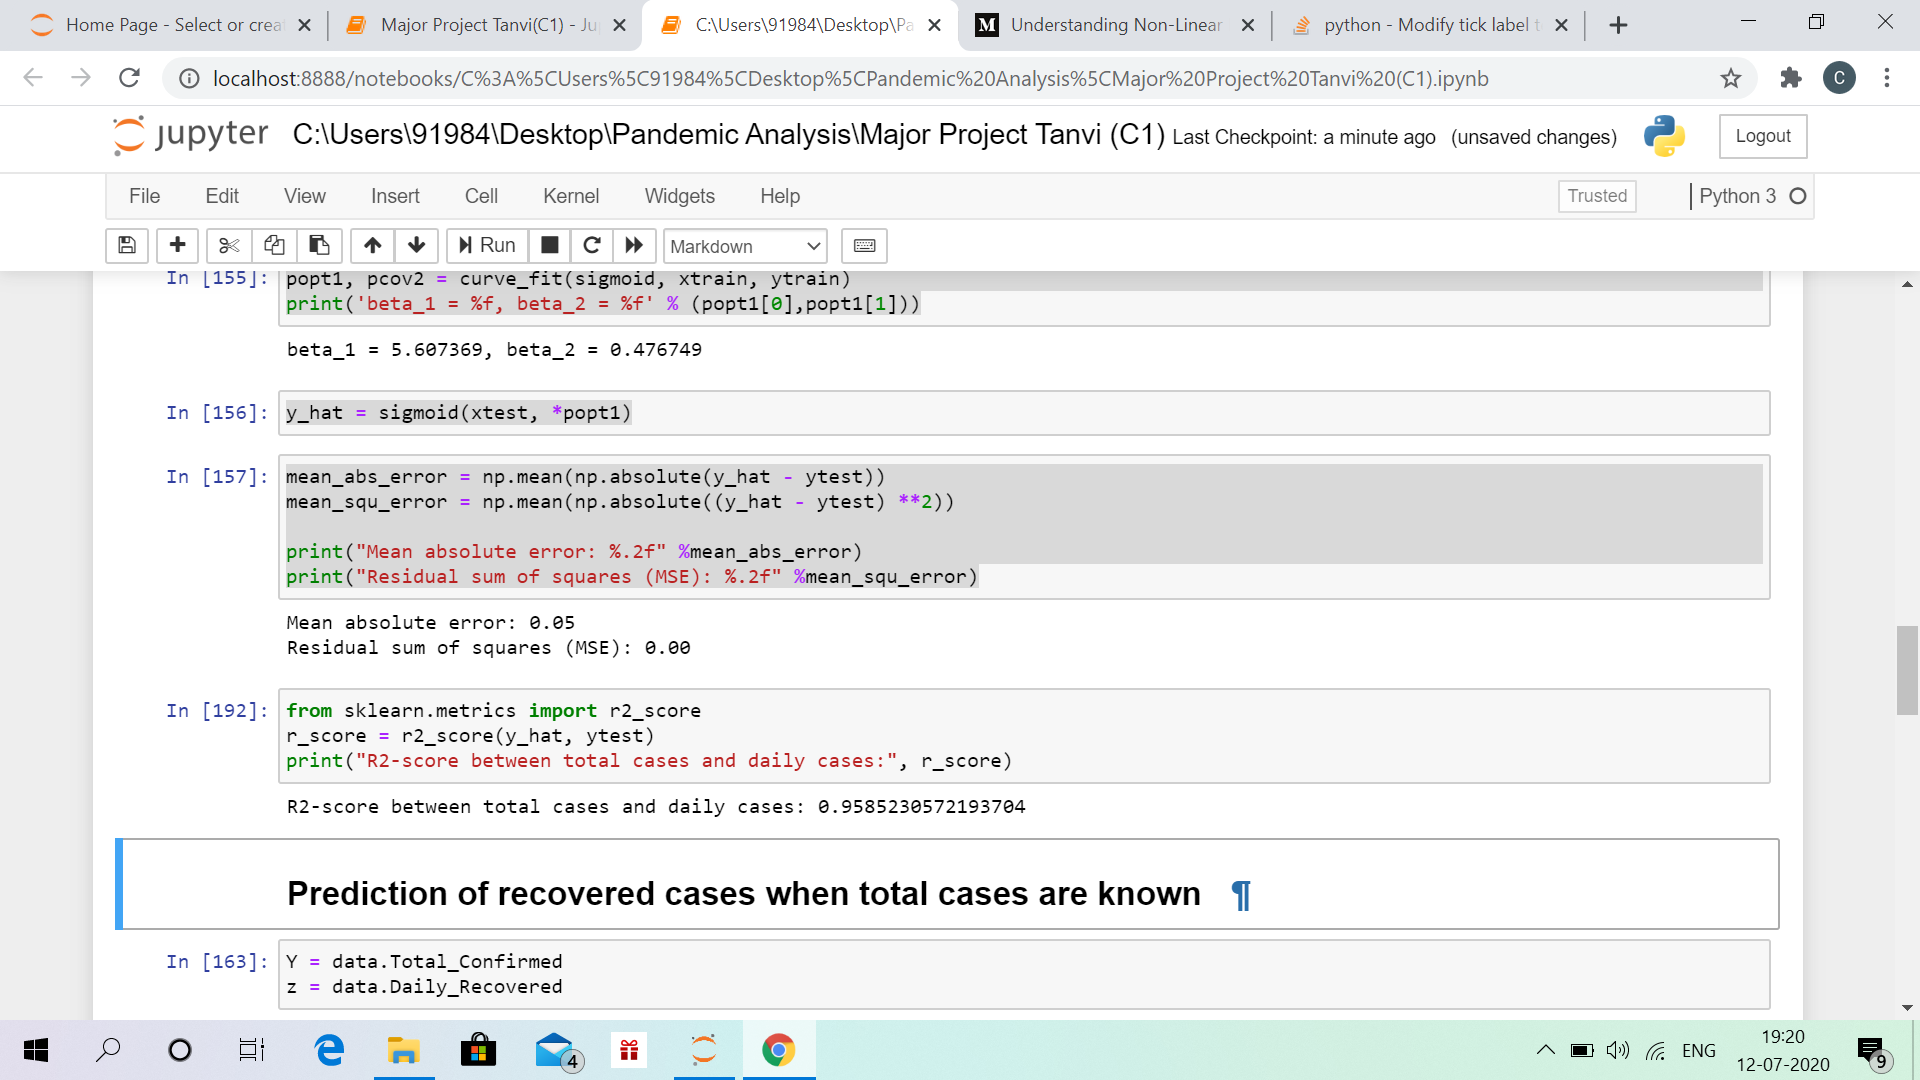 Home Page - Select or crea
Major Project Tanvi(C1) - Ju
C:\Users\91984\Desktop\Pa
M
Understanding Non-Linear
python - Modify tick label t
localhost:8888/notebooks/C%3A%5CUsers%5C91984%5CDesktop%5CPandemic%20Analysis%5CMajor%20Project%20Tanvi%20(C1).ipynb
C
jupyter
C:\Users\91984\Desktop\Pandemic Analysis\Major Project Tanvi (C1) Last Checkpoint: a minute ago (unsaved changes)
Logout
File Edit View Insert Cell Kernel Widgets Help
Trusted
Python 3
Run
Markdown
In [155]: popt1, pcov2 = curve_fit(sigmoid, xtrain, ytrain)
print('beta_1 = %f, beta_2 = %f' % (popt1[0],popt1[1]))
beta_1 = 5.607369, beta_2 = 0.476749
In [156]: y_hat = sigmoid(xtest, *popt1)
In [157]: mean_abs_error = np.mean(np.absolute(y_hat - ytest))
mean_squ_error = np.mean(np.absolute((y_hat - ytest) **2))
print("Mean absolute error: %.2f" %mean_abs_error)
print("Residual sum of squares (MSE): %.2f" %mean_squ_error)
Mean absolute error: 0.05
Residual sum of squares (MSE): 0.00
In [192]: from sklearn.metrics import r2_score
r_score = r2_score(y_hat, ytest)
print("R2-score between total cases and daily cases:", r_score)
R2-score between total cases and daily cases: 0.9585230572193704
Prediction of recovered cases when total cases are known ¶
In [163]: Y = data.Total_Confirmed
z = data.Daily_Recovered
4
ENG
19:20
12-07-2020
9